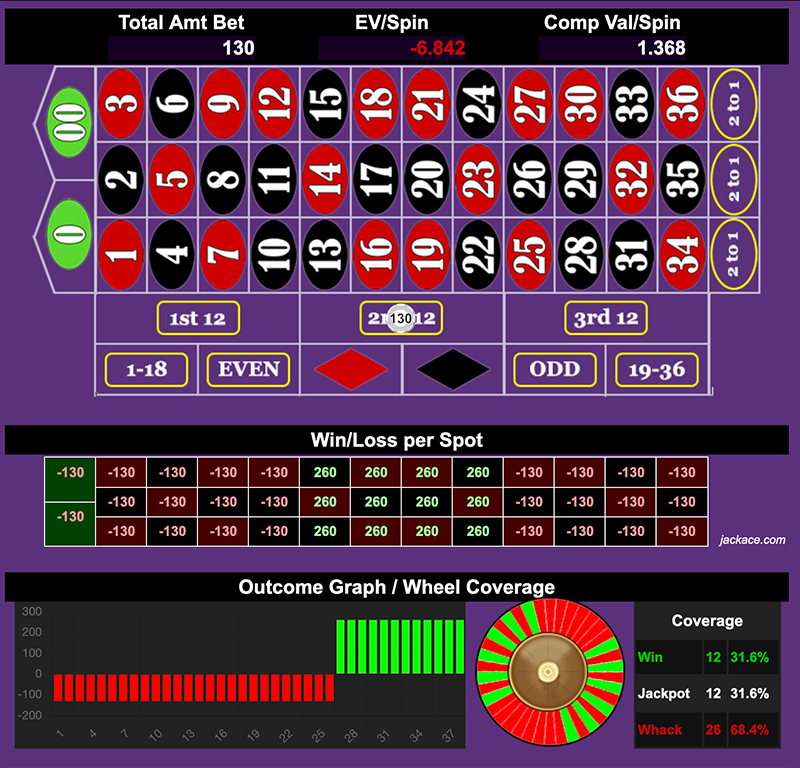 Total Amt Bet EV/Spin Comp Val/Spin
130 -6.842 1.368
00 3 6 9 12 15 18 21 24 27 30 33 36 2 to 1
0 2 5 8 11 14 17 20 23 26 29 32 35 2 to 1
1 4 7 10 13 16 19 22 25 28 31 34 2 to 1
1st 12 2n 130 12 3rd 12
1-18 EVEN ODD 19-36
Win/Loss per Spot
-130 -130 -130 -130 -130 260 260 260 260 -130 -130 -130 -130
-130 -130 -130 -130 260 260 260 260 -130 -130 -130 -130
-130 -130 -130 -130 -130 260 260 260 260 -130 -130 -130 -130
jackace.com
Outcome Graph / Wheel Coverage
300
200
100
0
-100
-200
1 4 7 10 13 16 19 22 25 28 31 34 37
Coverage
Win 12 31.6%
Jackpot 12 31.6%
Whack 26 68.4%